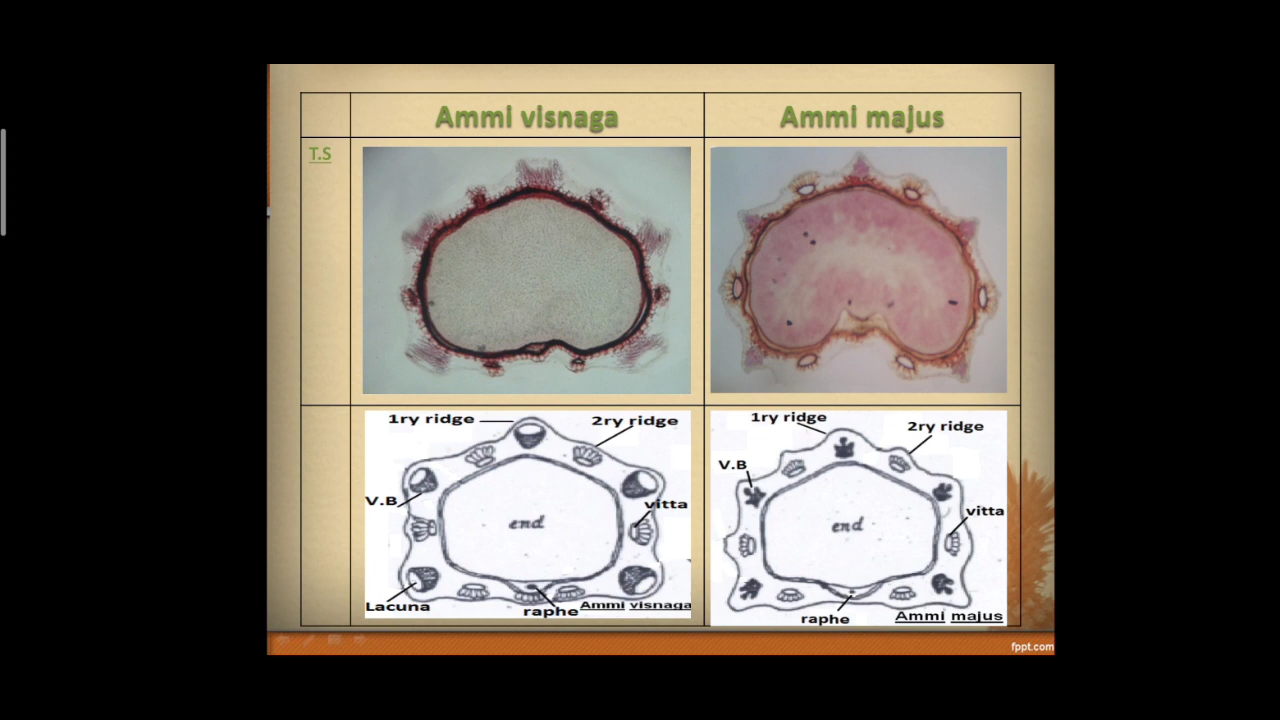 Ammi visnaga
Ammi majus
T.S
1ry ridge
2ry ridge
V.B
vitta
end
Lacuna
raphe
Ammi visnaga
1ry ridge
2ry ridge
V.B
vitta
end
raphe
Ammi majus
fppt.com